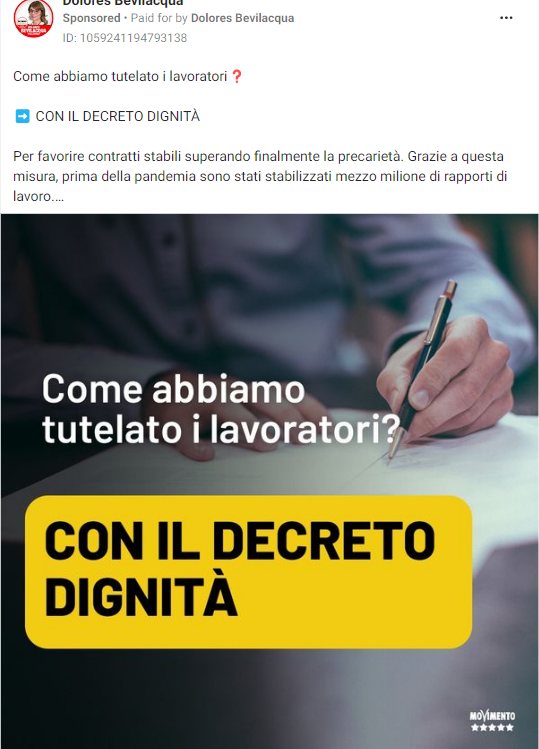 Dolores Bevilacqua
Sponsored • Paid for by Dolores Bevilacqua
ID: 1059241194793138
Come abbiamo tutelato i lavoratori ❓
➡️ CON IL DECRETO DIGNITÀ
Per favorire contratti stabili superando finalmente la precarietà. Grazie a questa
misura, prima della pandemia sono stati stabilizzati mezzo milione di rapporti di
lavoro....
Come abbiamo
tutelato i lavoratori?
CON IL DECRETO
DIGNITÀ
MOVIMENTO